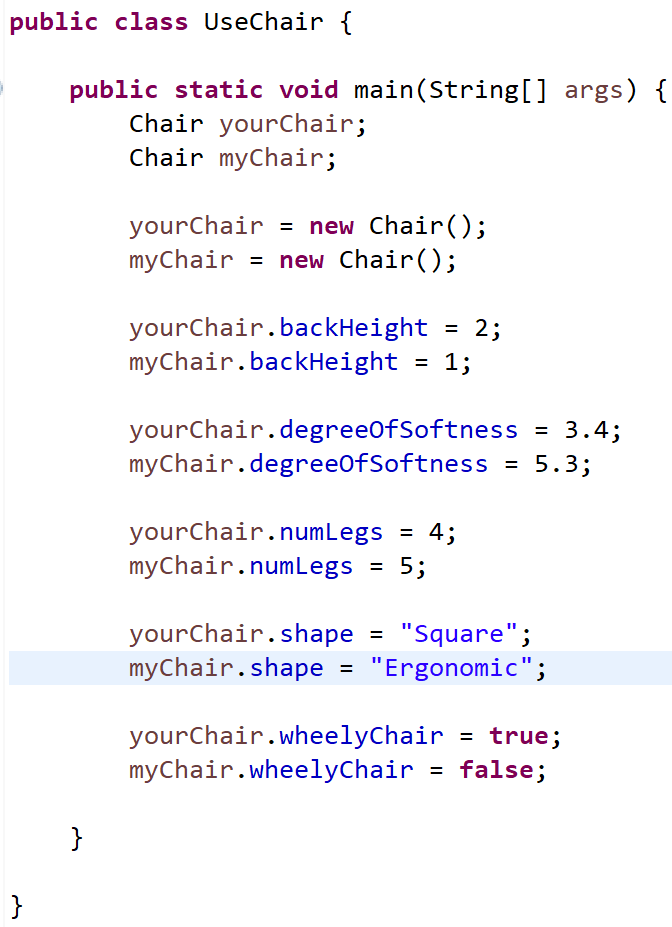 public class UseChair {
public static void main(String[] args) {
Chair yourChair;
Chair myChair;
yourChair = new Chair();
myChair = new Chair();
yourChair.backHeight = 2;
myChair.backHeight = 1;
yourChair.degreeOfSoftness = 3.4;
myChair.degreeOfSoftness = 5.3;
yourChair.numLegs = 4;
myChair.numLegs = 5;
yourChair.shape = "Square";
myChair.shape = "Ergonomic";
yourChair.wheelyChair = true;
myChair.wheelyChair = false;
}
}